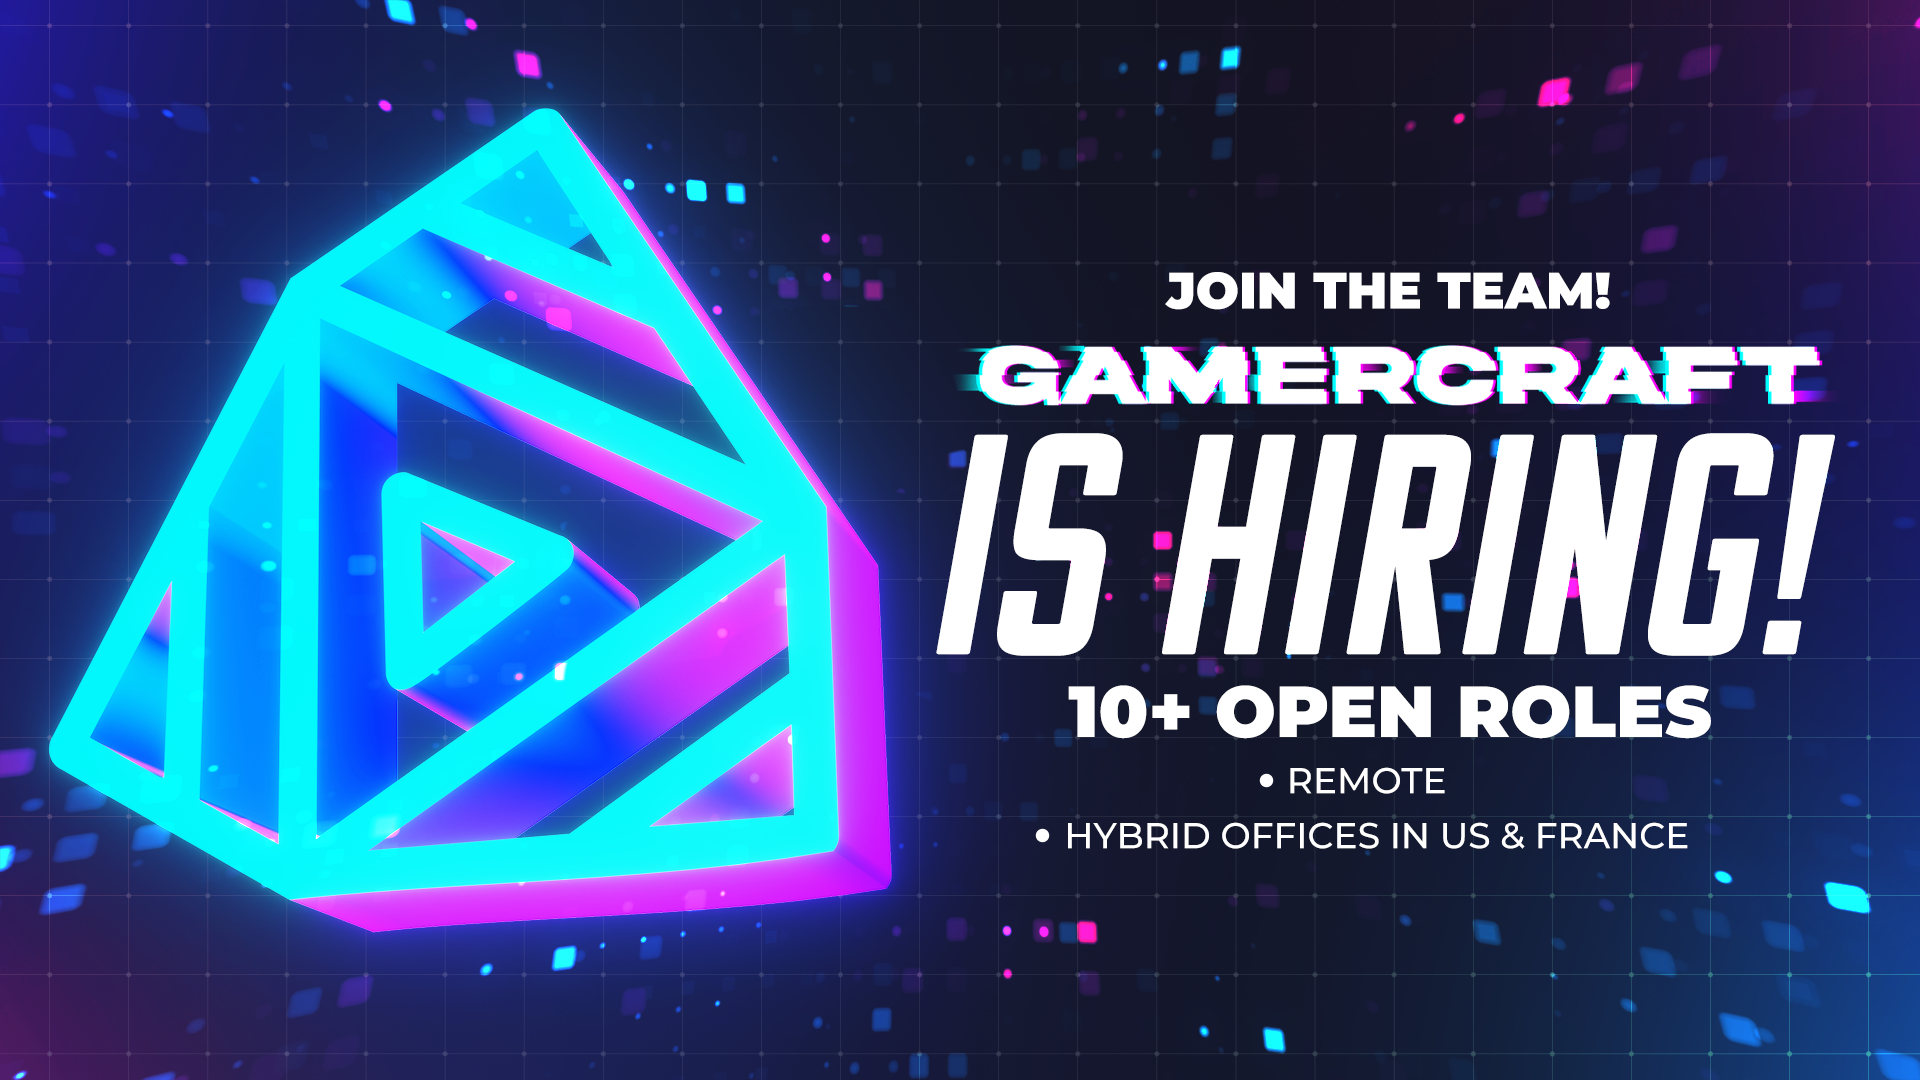 JOIN THE TEAM!
GAMERCRAFT
IS HIRING!
10+ OPEN ROLES
• REMOTE
• HYBRID OFFICES IN US & FRANCE